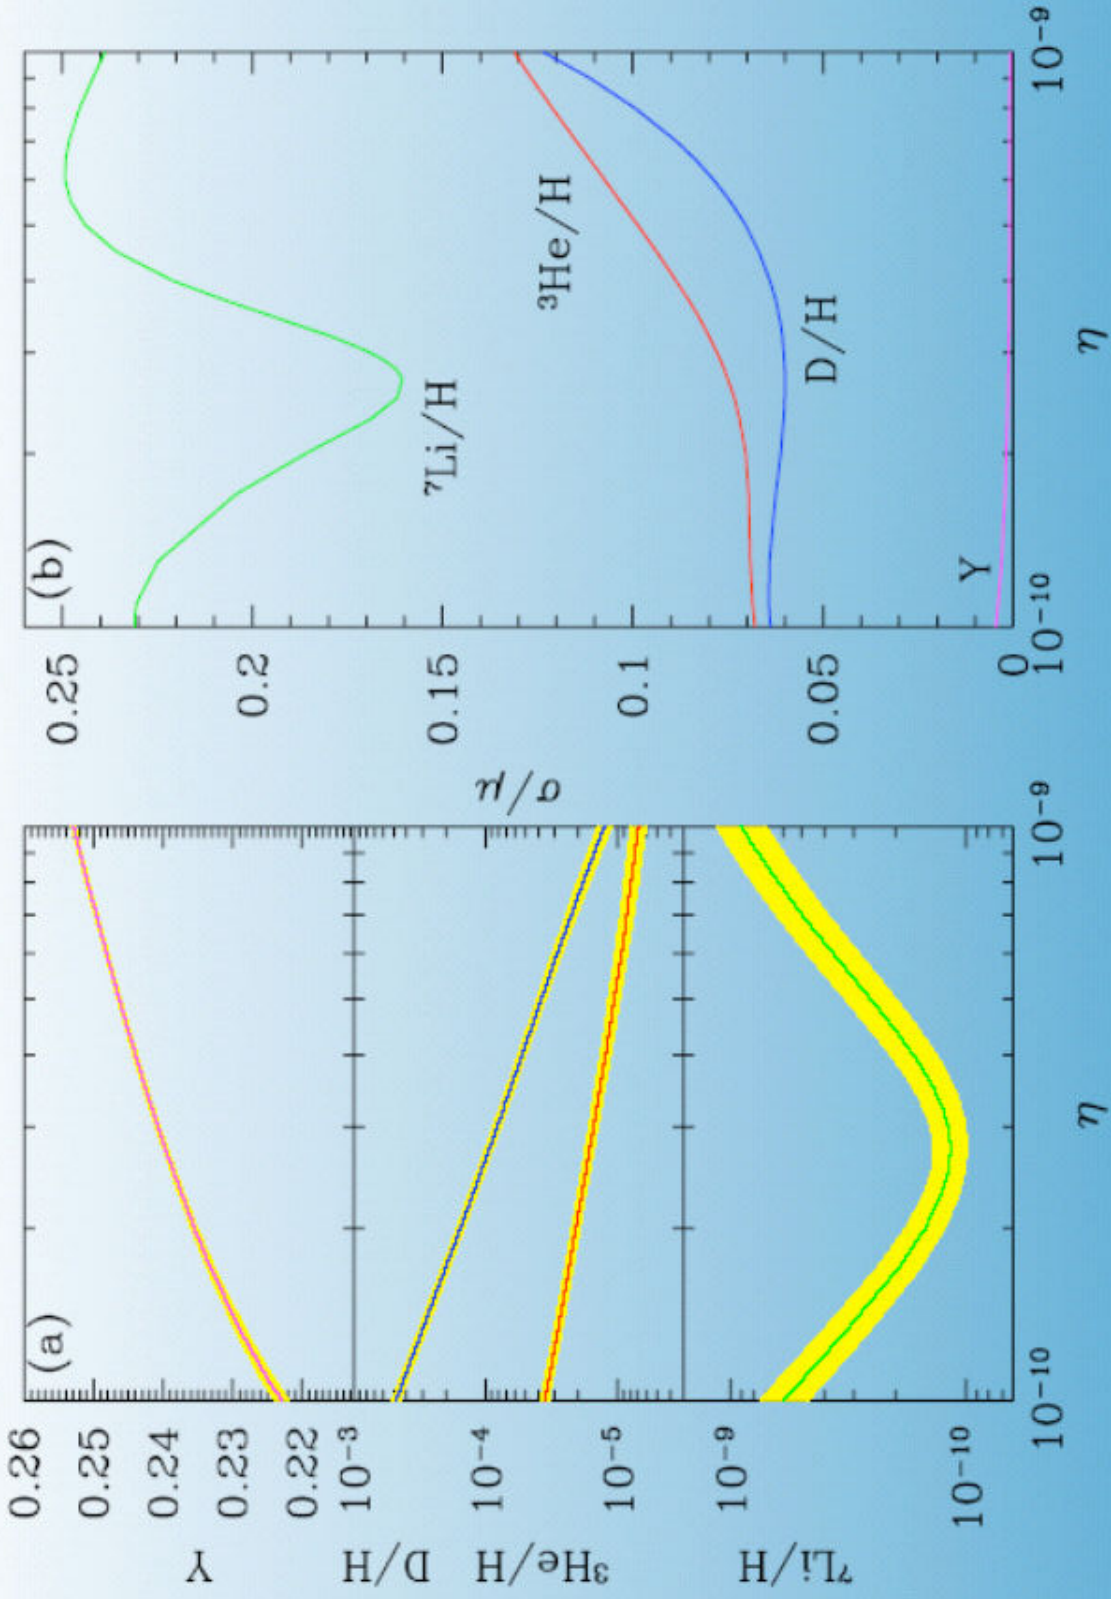 (a)
Y
0.26
0.25
0.24
0.23
0.22
D/H
³He/H
10⁻³
10⁻⁴
10⁻⁵
⁷Li/H
10⁻⁹
10⁻¹⁰
10⁻¹⁰
η
10⁻⁹
(b)
σ/μ
0.25
0.2
0.15
0.1
0.05
0
⁷Li/H
³He/H
D/H
Y
10⁻¹⁰
η
10⁻⁹